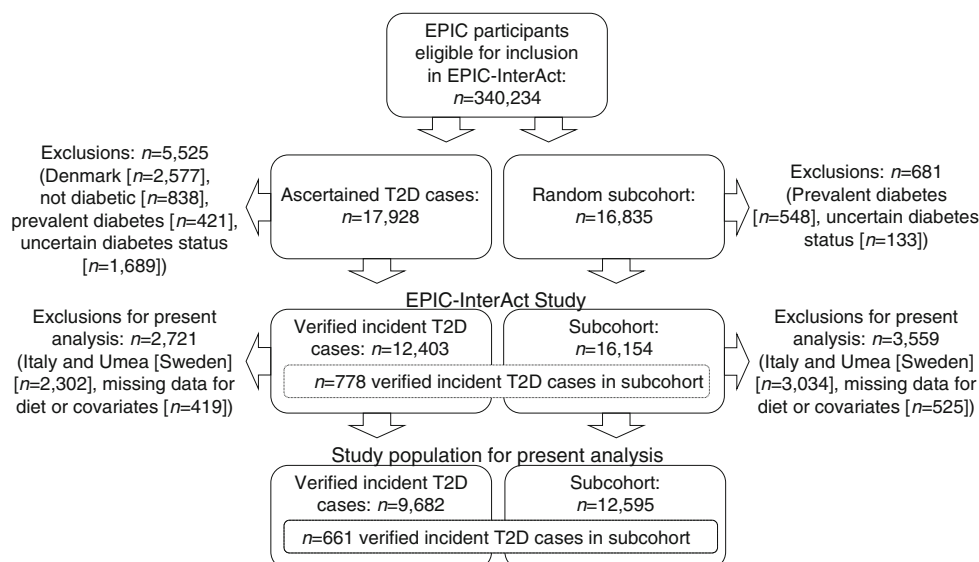 EPIC participants
eligible for inclusion
in EPIC-InterAct:
n=340,234
Exclusions: n=5,525
(Denmark [n=2,577],
not diabetic [n=838],
prevalent diabetes [n=421],
uncertain diabetes status
[n=1,689])
Ascertained T2D cases:
n=17,928
Random subcohort:
n=16,835
Exclusions: n=681
(Prevalent diabetes
[n=548], uncertain diabetes
status [n=133])
EPIC-InterAct Study
Exclusions for present
analysis: n=2,721
(Italy and Umea [Sweden]
[n=2,302], missing data for
diet or covariates [n=419])
Verified incident T2D
cases: n=12,403
Subcohort:
n=16,154
n=778 verified incident T2D cases in subcohort
Exclusions for present
analysis: n=3,559
(Italy and Umea [Sweden]
[n=3,034], missing data for
diet or covariates [n=525])
Study population for present analysis
Verified incident T2D
cases: n=9,682
Subcohort:
n=12,595
n=661 verified incident T2D cases in subcohort